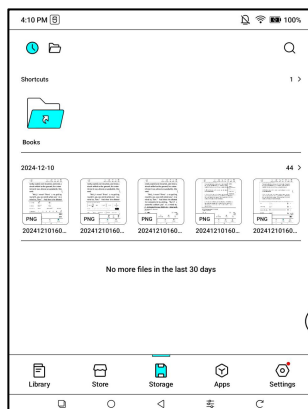 4:10 PM 100%
Shortcuts 1 >
Books
2024-12-10 44 >
PNG PNG PNG PNG PNG
20241210160... 20241210160... 20241210160... 20241210160... 20241210160...
No more files in the last 30 days
Library Store Storage Apps Settings